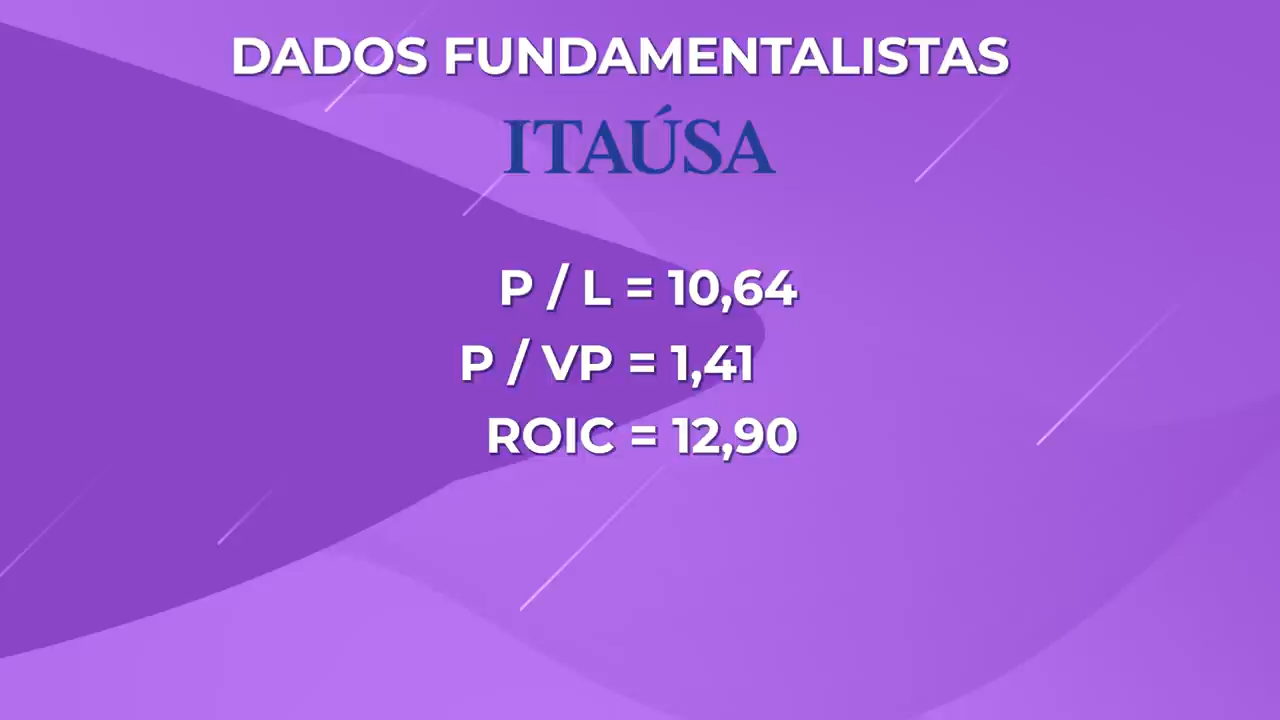 DADOS FUNDAMENTALISTAS
ITAÚSA
P / L = 10,64
P / VP = 1,41
ROIC = 12,90